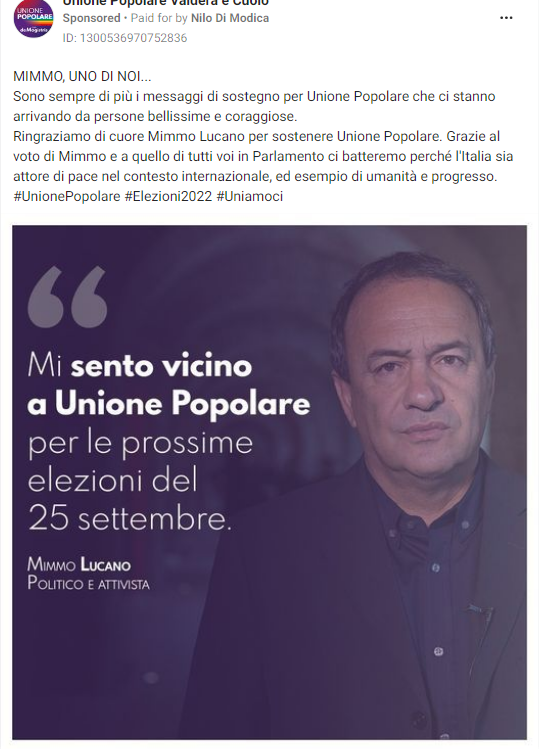 Unione Popolare Valdera e Cuoio
UNIONE
POPOLARE
con deMagistris
Sponsored • Paid for by Nilo Di Modica
ID: 1300536970752836
MIMMO, UNO DI NOI...
Sono sempre di più i messaggi di sostegno per Unione Popolare che ci stanno
arrivando da persone bellissime e coraggiose.
Ringraziamo di cuore Mimmo Lucano per sostenere Unione Popolare. Grazie al
voto di Mimmo e a quello di tutti voi in Parlamento ci batteremo perché l'Italia sia
attore di pace nel contesto internazionale, ed esempio di umanità e progresso.
#UnionePopolare #Elezioni2022 #Uniamoci
“
Mi sento vicino
a Unione Popolare
per le prossime
elezioni del
25 settembre.
Mimmo Lucano
Politico e attivista